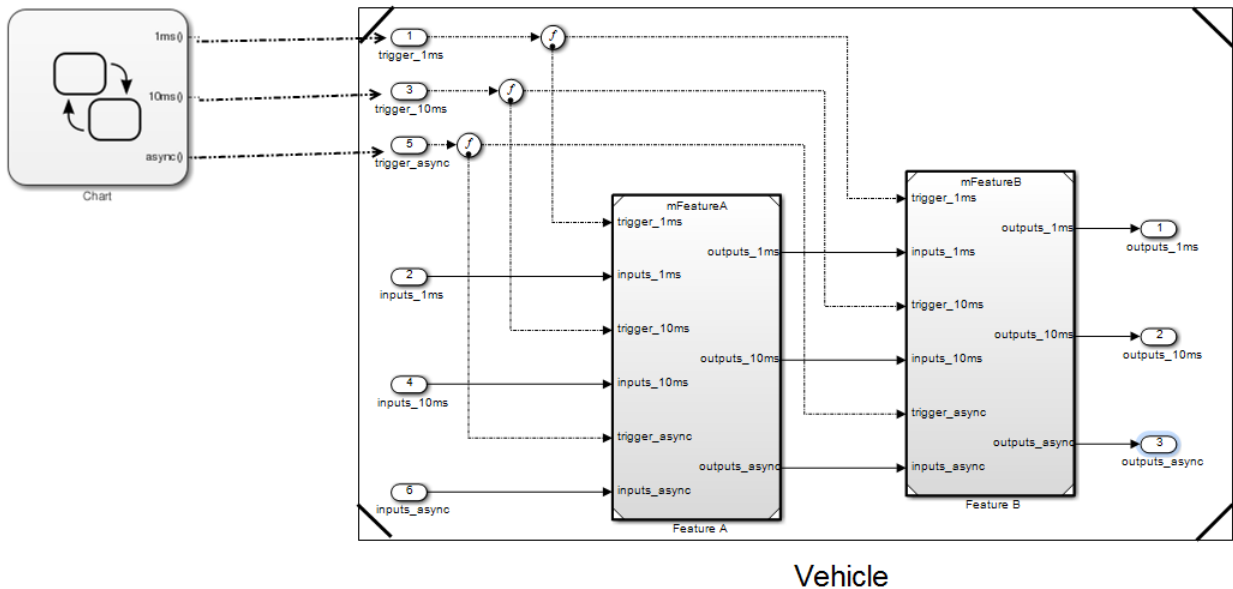 1ms()
10ms()
async()
Chart
1
trigger_1ms
f
3
trigger_10ms
f
5
trigger_async
f
2
inputs_1ms
4
inputs_10ms
6
inputs_async
mFeatureA
trigger_1ms
outputs_1ms
inputs_1ms
trigger_10ms
outputs_10ms
inputs_10ms
trigger_async
outputs_async
inputs_async
Feature A
mFeatureB
trigger_1ms
outputs_1ms
inputs_1ms
trigger_10ms
outputs_10ms
inputs_10ms
trigger_async
outputs_async
inputs_async
Feature B
1
outputs_1ms
2
outputs_10ms
3
outputs_async
Vehicle